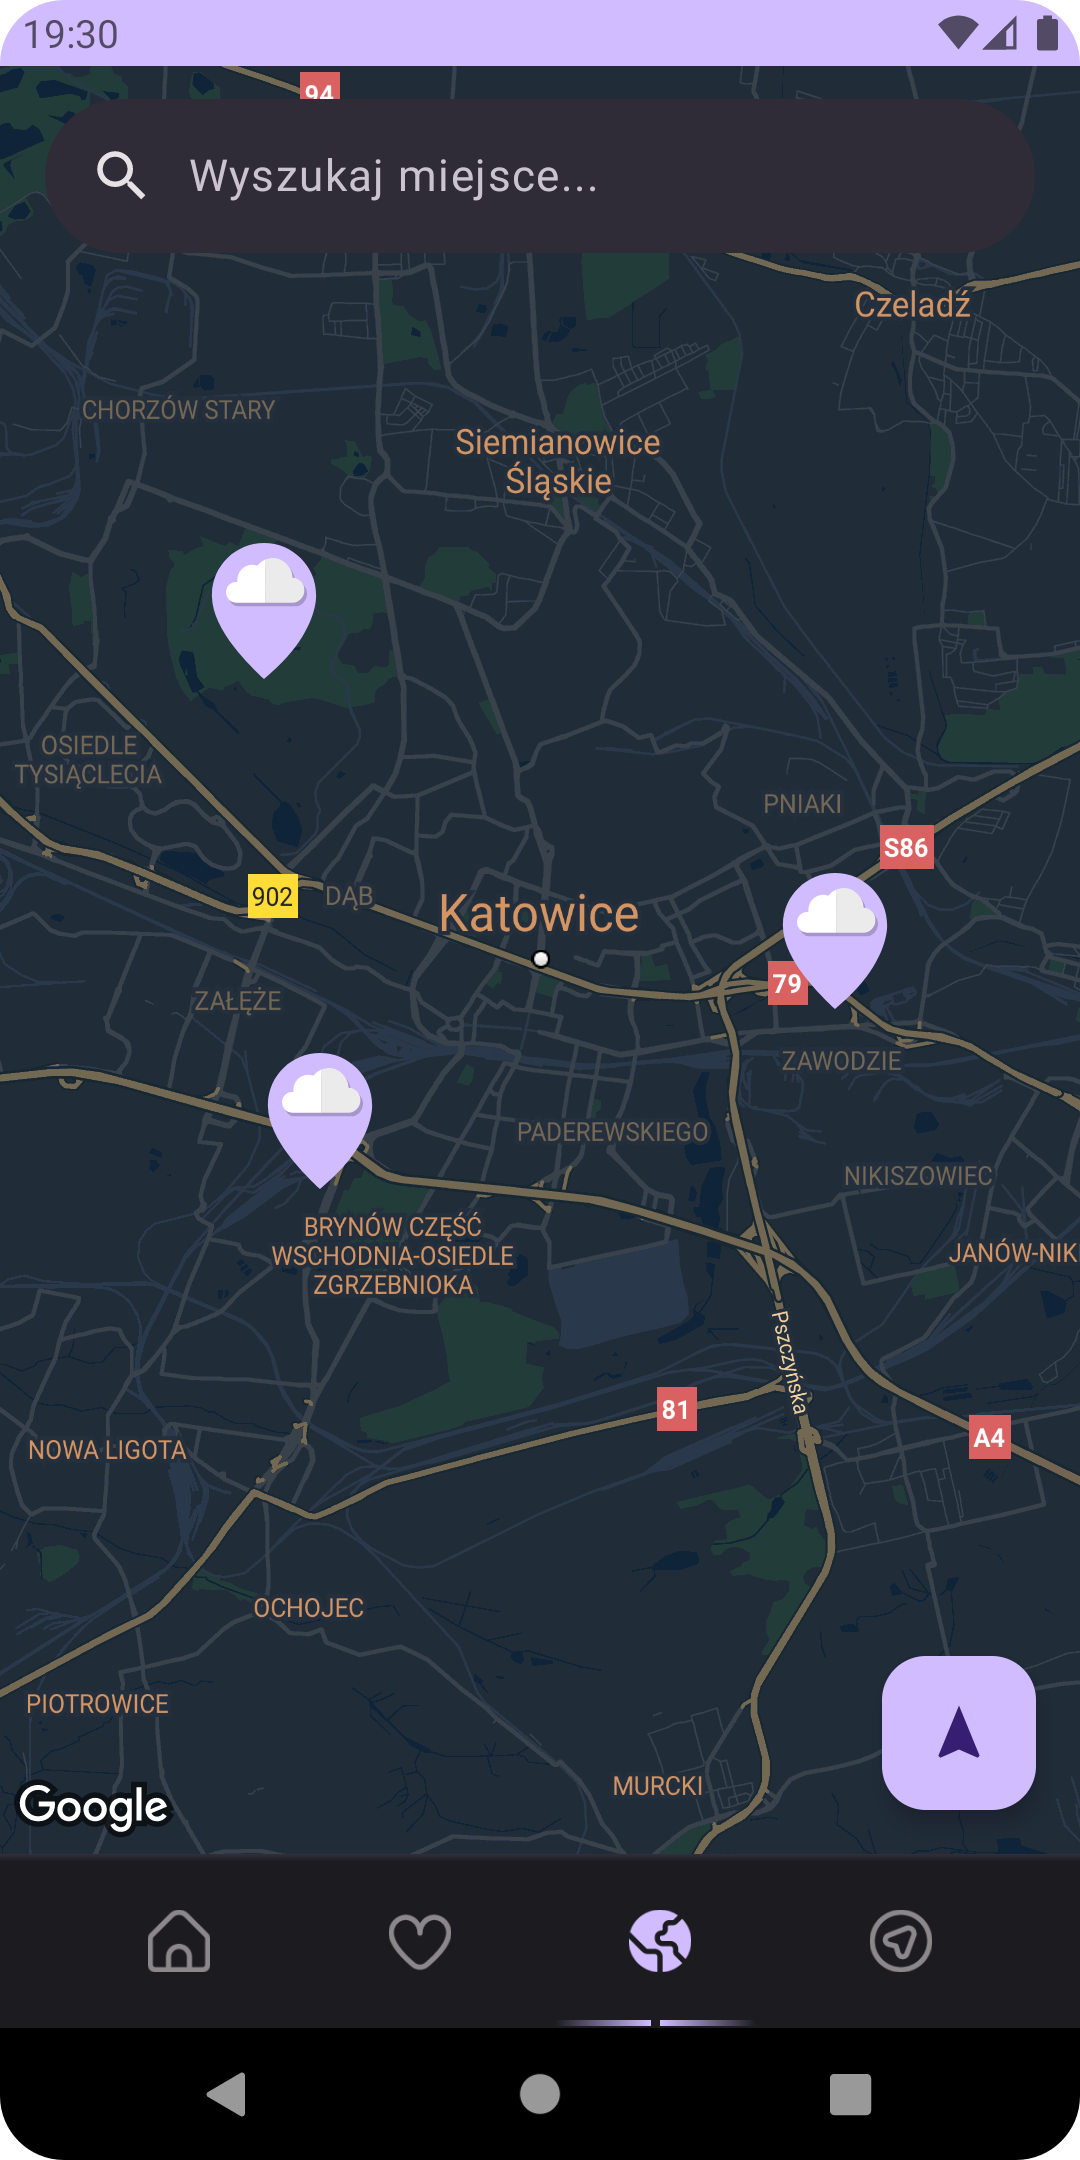 19:30
94
Wyszukaj miejsce...
Czeladź
CHORZÓW STARY
Siemianowice
Śląskie
OSIEDLE
TYSIĄCLECIA
PNIAKI
S86
902
DĄB
Katowice
79
ZAŁĘŻE
ZAWODZIE
PADEREWSKIEGO
NIKISZOWIEC
BRYNÓW CZĘŚĆ
WSCHODNIA-OSIEDLE
ZGRZEBNIOKA
JANÓW-NIK
Pszczyńska
81
A4
NOWA LIGOTA
OCHOJEC
PIOTROWICE
MURCKI
Google